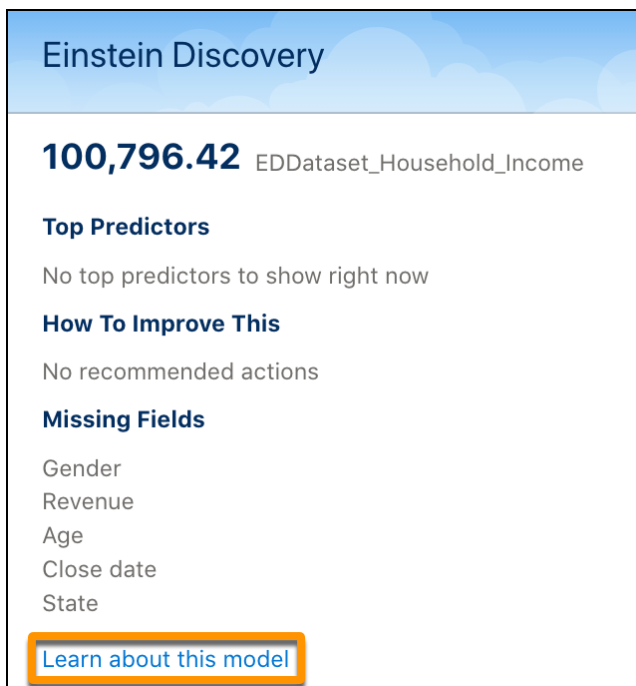 Einstein Discovery
100,796.42 EDDataset_Household_Income
Top Predictors
No top predictors to show right now
How To Improve This
No recommended actions
Missing Fields
Gender
Revenue
Age
Close date
State
Learn about this model